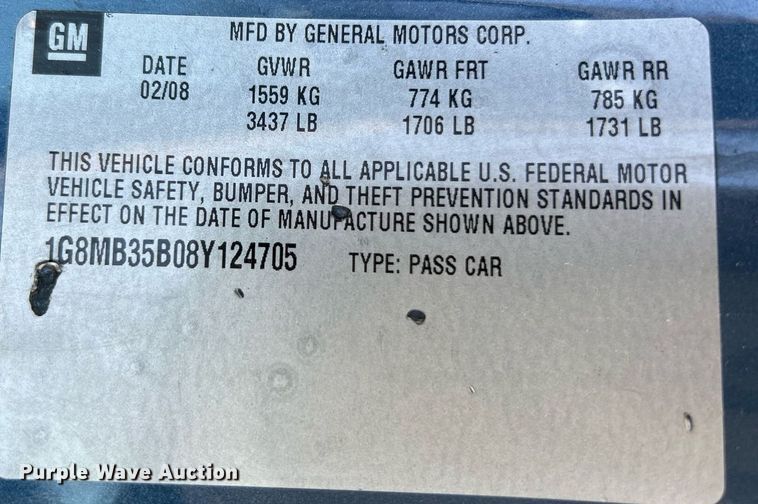 GM
MFD BY GENERAL MOTORS CORP.
DATE GVWR GAWR FRT GAWR RR
02/08 1559 KG 774 KG 785 KG
3437 LB 1706 LB 1731 LB
THIS VEHICLE CONFORMS TO ALL APPLICABLE U.S. FEDERAL MOTOR
VEHICLE SAFETY, BUMPER, AND THEFT PREVENTION STANDARDS IN
EFFECT ON THE DATE OF MANUFACTURE SHOWN ABOVE.
1G8MB35B08Y124705 TYPE: PASS CAR
Purple Wave Auction